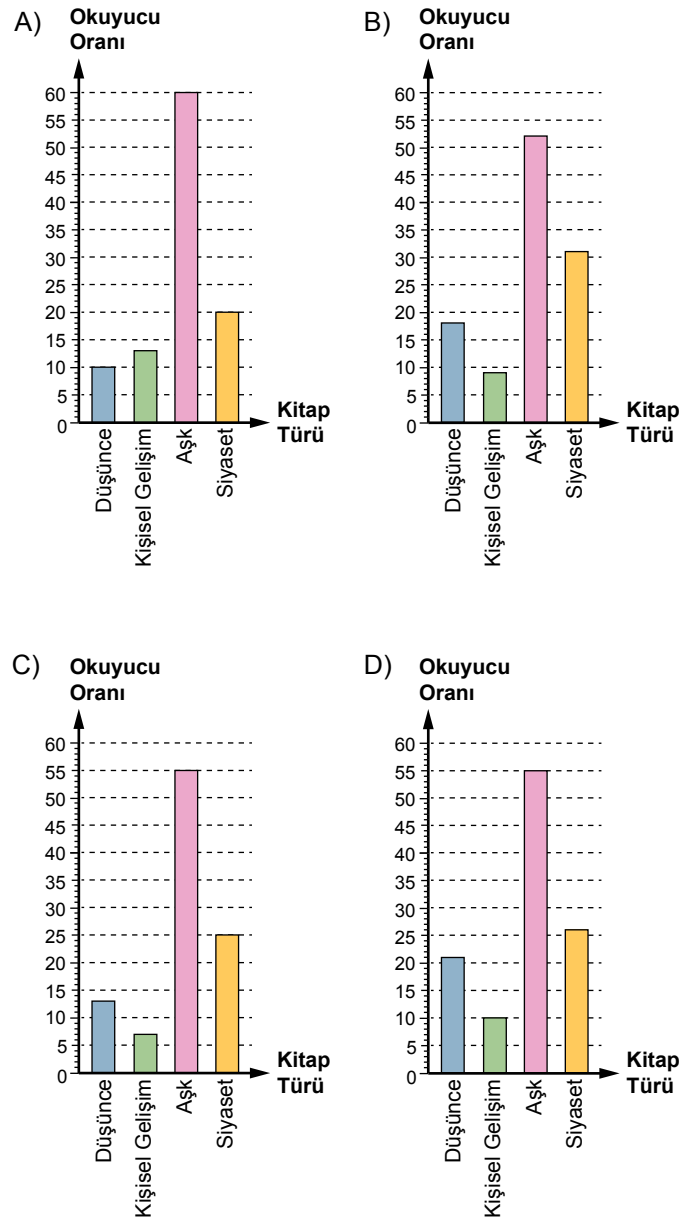 A)
Okuyucu
Oranı
60
55
50
45
40
35
30
25
20
15
10
5
0
Kitap
Türü
Düşünce
Kişisel Gelişim
Aşk
Siyaset
B)
Okuyucu
Oranı
60
55
50
45
40
35
30
25
20
15
10
5
0
Kitap
Türü
Düşünce
Kişisel Gelişim
Aşk
Siyaset
C)
Okuyucu
Oranı
60
55
50
45
40
35
30
25
20
15
10
5
0
Kitap
Türü
Düşünce
Kişisel Gelişim
Aşk
Siyaset
D)
Okuyucu
Oranı
60
55
50
45
40
35
30
25
20
15
10
5
0
Kitap
Türü
Düşünce
Kişisel Gelişim
Aşk
Siyaset